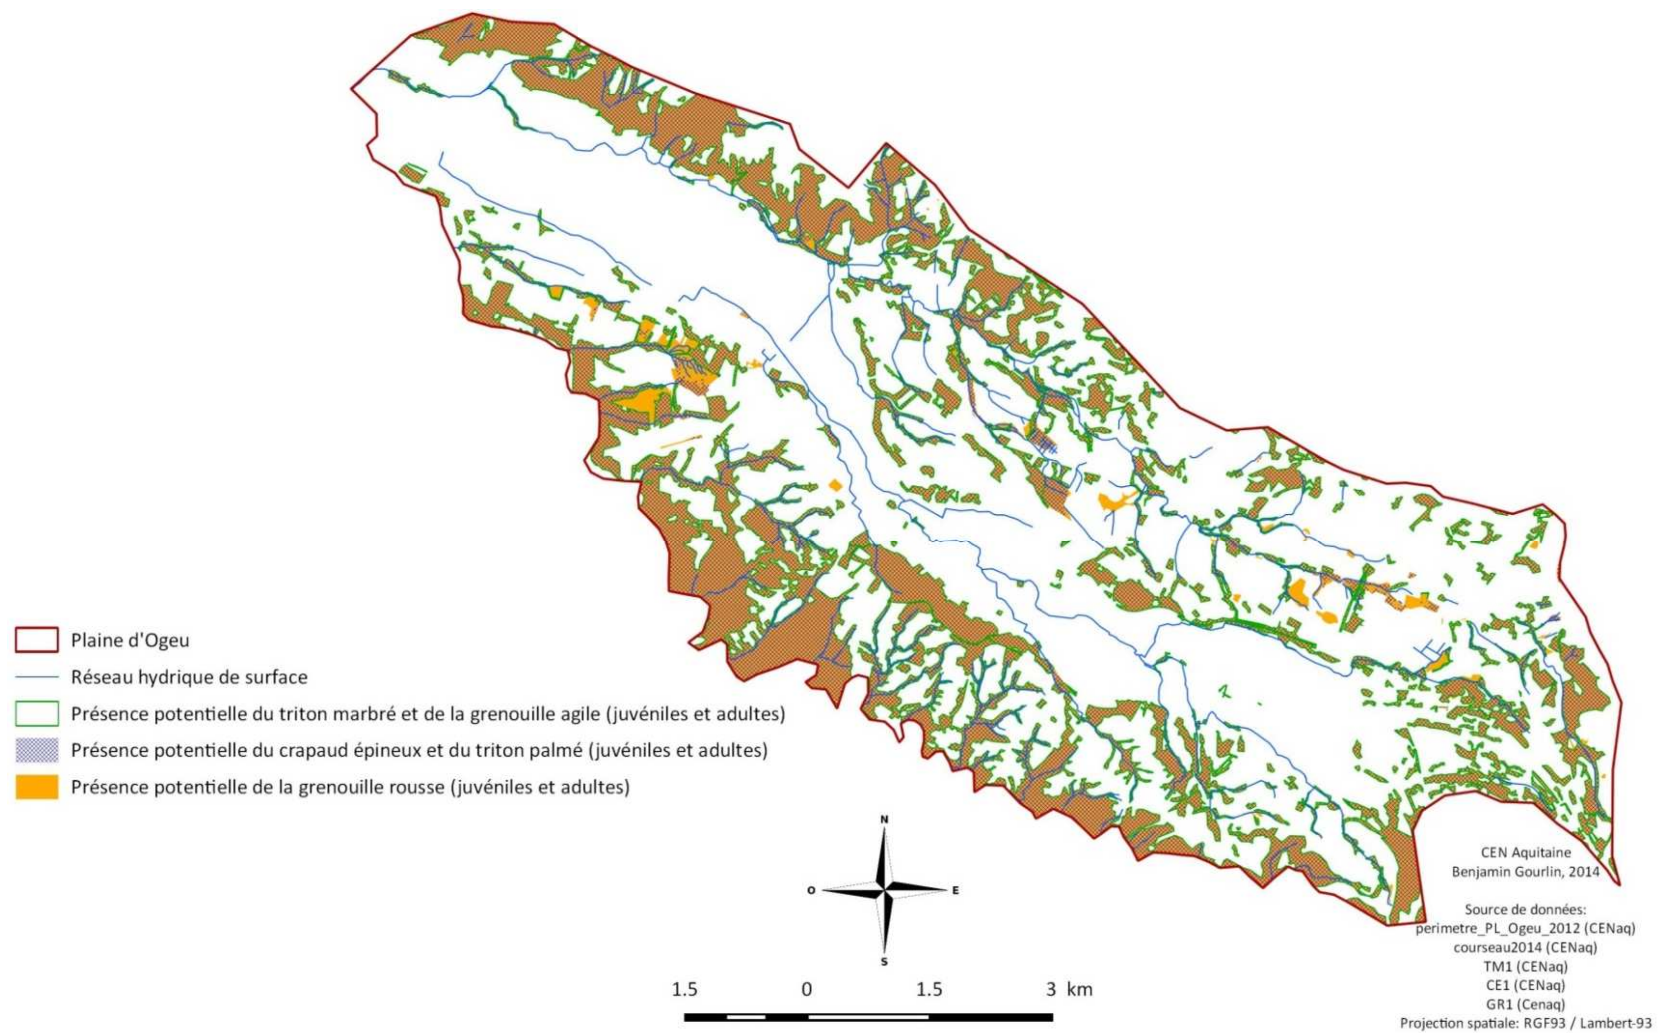 Plaine d'Ogeu
Réseau hydrique de surface
Présence potentielle du triton marbré et de la grenouille agile (juvéniles et adultes)
Présence potentielle du crapaud épineux et du triton palmé (juvéniles et adultes)
Présence potentielle de la grenouille rousse (juvéniles et adultes)
N
O
E
S
1.5 0 1.5 3 km
CEN Aquitaine
Benjamin Gourlin, 2014
Source de données:
perimetre_PL_Ogeu_2012 (CENaq)
courseau2014 (CENaq)
TM1 (CENaq)
CE1 (CENaq)
GR1 (Cenaq)
Projection spatiale: RGF93 / Lambert-93